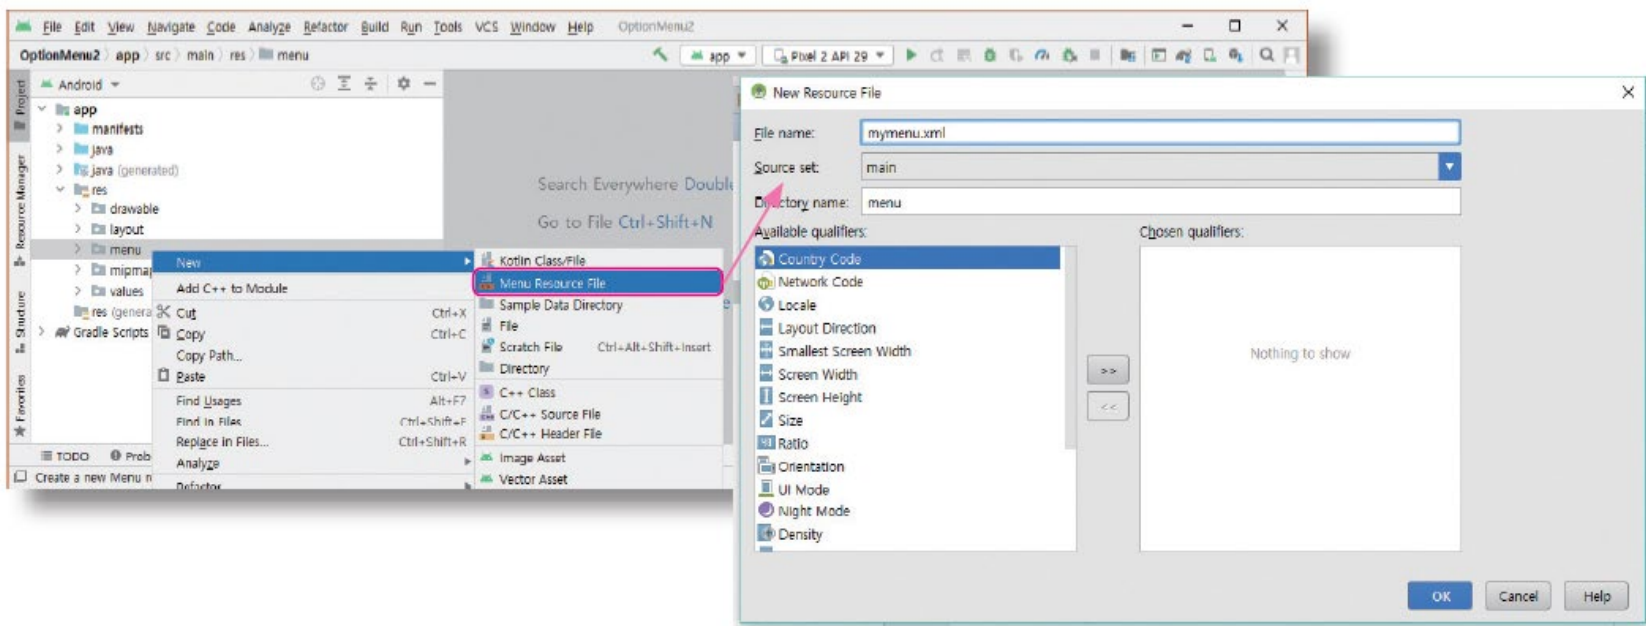 File Edit View Navigate Code Analyze Refactor Build Run Tools VCS Window Help OptionMenu2
OptionMenu2 app src main res menu
app Pixel 2 API 29
Project
Resource Manager
Structure
Favorites
Android
app
manifests
java
java (generated)
res
drawable
layout
menu
mipmap
values
res (genera
Gradle Scripts
TODO Prob
Create a new Menu r
Search Everywhere Double
Go to File Ctrl+Shift+N
New
Add C++ to Module
Cut Ctrl+X
Copy Ctrl+C
Copy Path...
Paste Ctrl+V
Find Usages Alt+F7
Find in Files Ctrl+Shift+F
Replace in Files... Ctrl+Shift+R
Analyze
Refactor
Kotlin Class/File
Menu Resource File
Sample Data Directory
File
Scratch File Ctrl+Alt+Shift+Insert
Directory
C++ Class
C/C++ Source File
C/C++ Header File
Image Asset
Vector Asset
New Resource File
File name: mymenu.xml
Source set: main
Directory name: menu
Available qualifiers: Chosen qualifiers:
Country Code
Network Code
Locale
Layout Direction
Smallest Screen Width
Screen Width
Screen Height
Size
Ratio
Orientation
UI Mode
Night Mode
Density
>>
<<
Nothing to show
OK Cancel Help